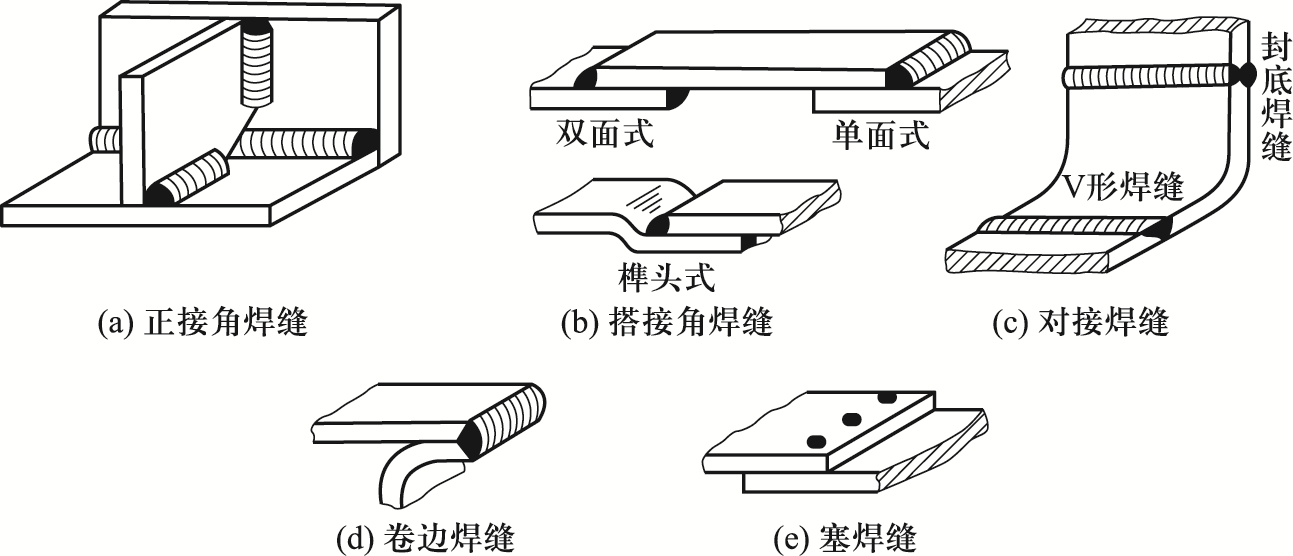 双面式
单面式
榫头式
V形焊缝
封底焊缝
(a) 正接角焊缝
(b) 搭接角焊缝
(c) 对接焊缝
(d) 卷边焊缝
(e) 塞焊缝